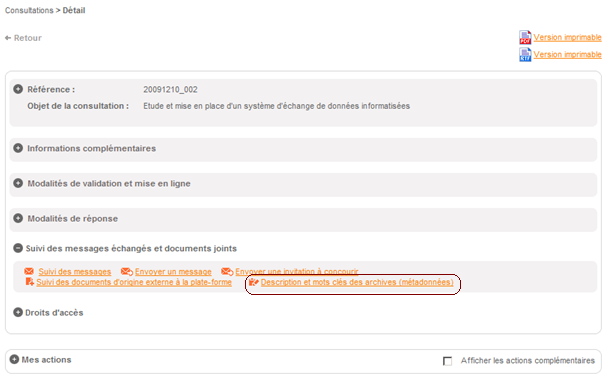 Consultations > Détail
Retour
Version imprimable
Version imprimable
Référence : 20091210_002
Objet de la consultation : Etude et mise en place d'un système d'échange de données informatisées
Informations complémentaires
Modalités de validation et mise en ligne
Modalités de réponse
Suivi des messages échangés et documents joints
Suivi des messages Envoyer un message Envoyer une invitation à concourir
Suivi des documents d'origine externe à la plate-forme Description et mots clés des archives (métadonnées)
Droits d'accès
Mes actions Afficher les actions complémentaires